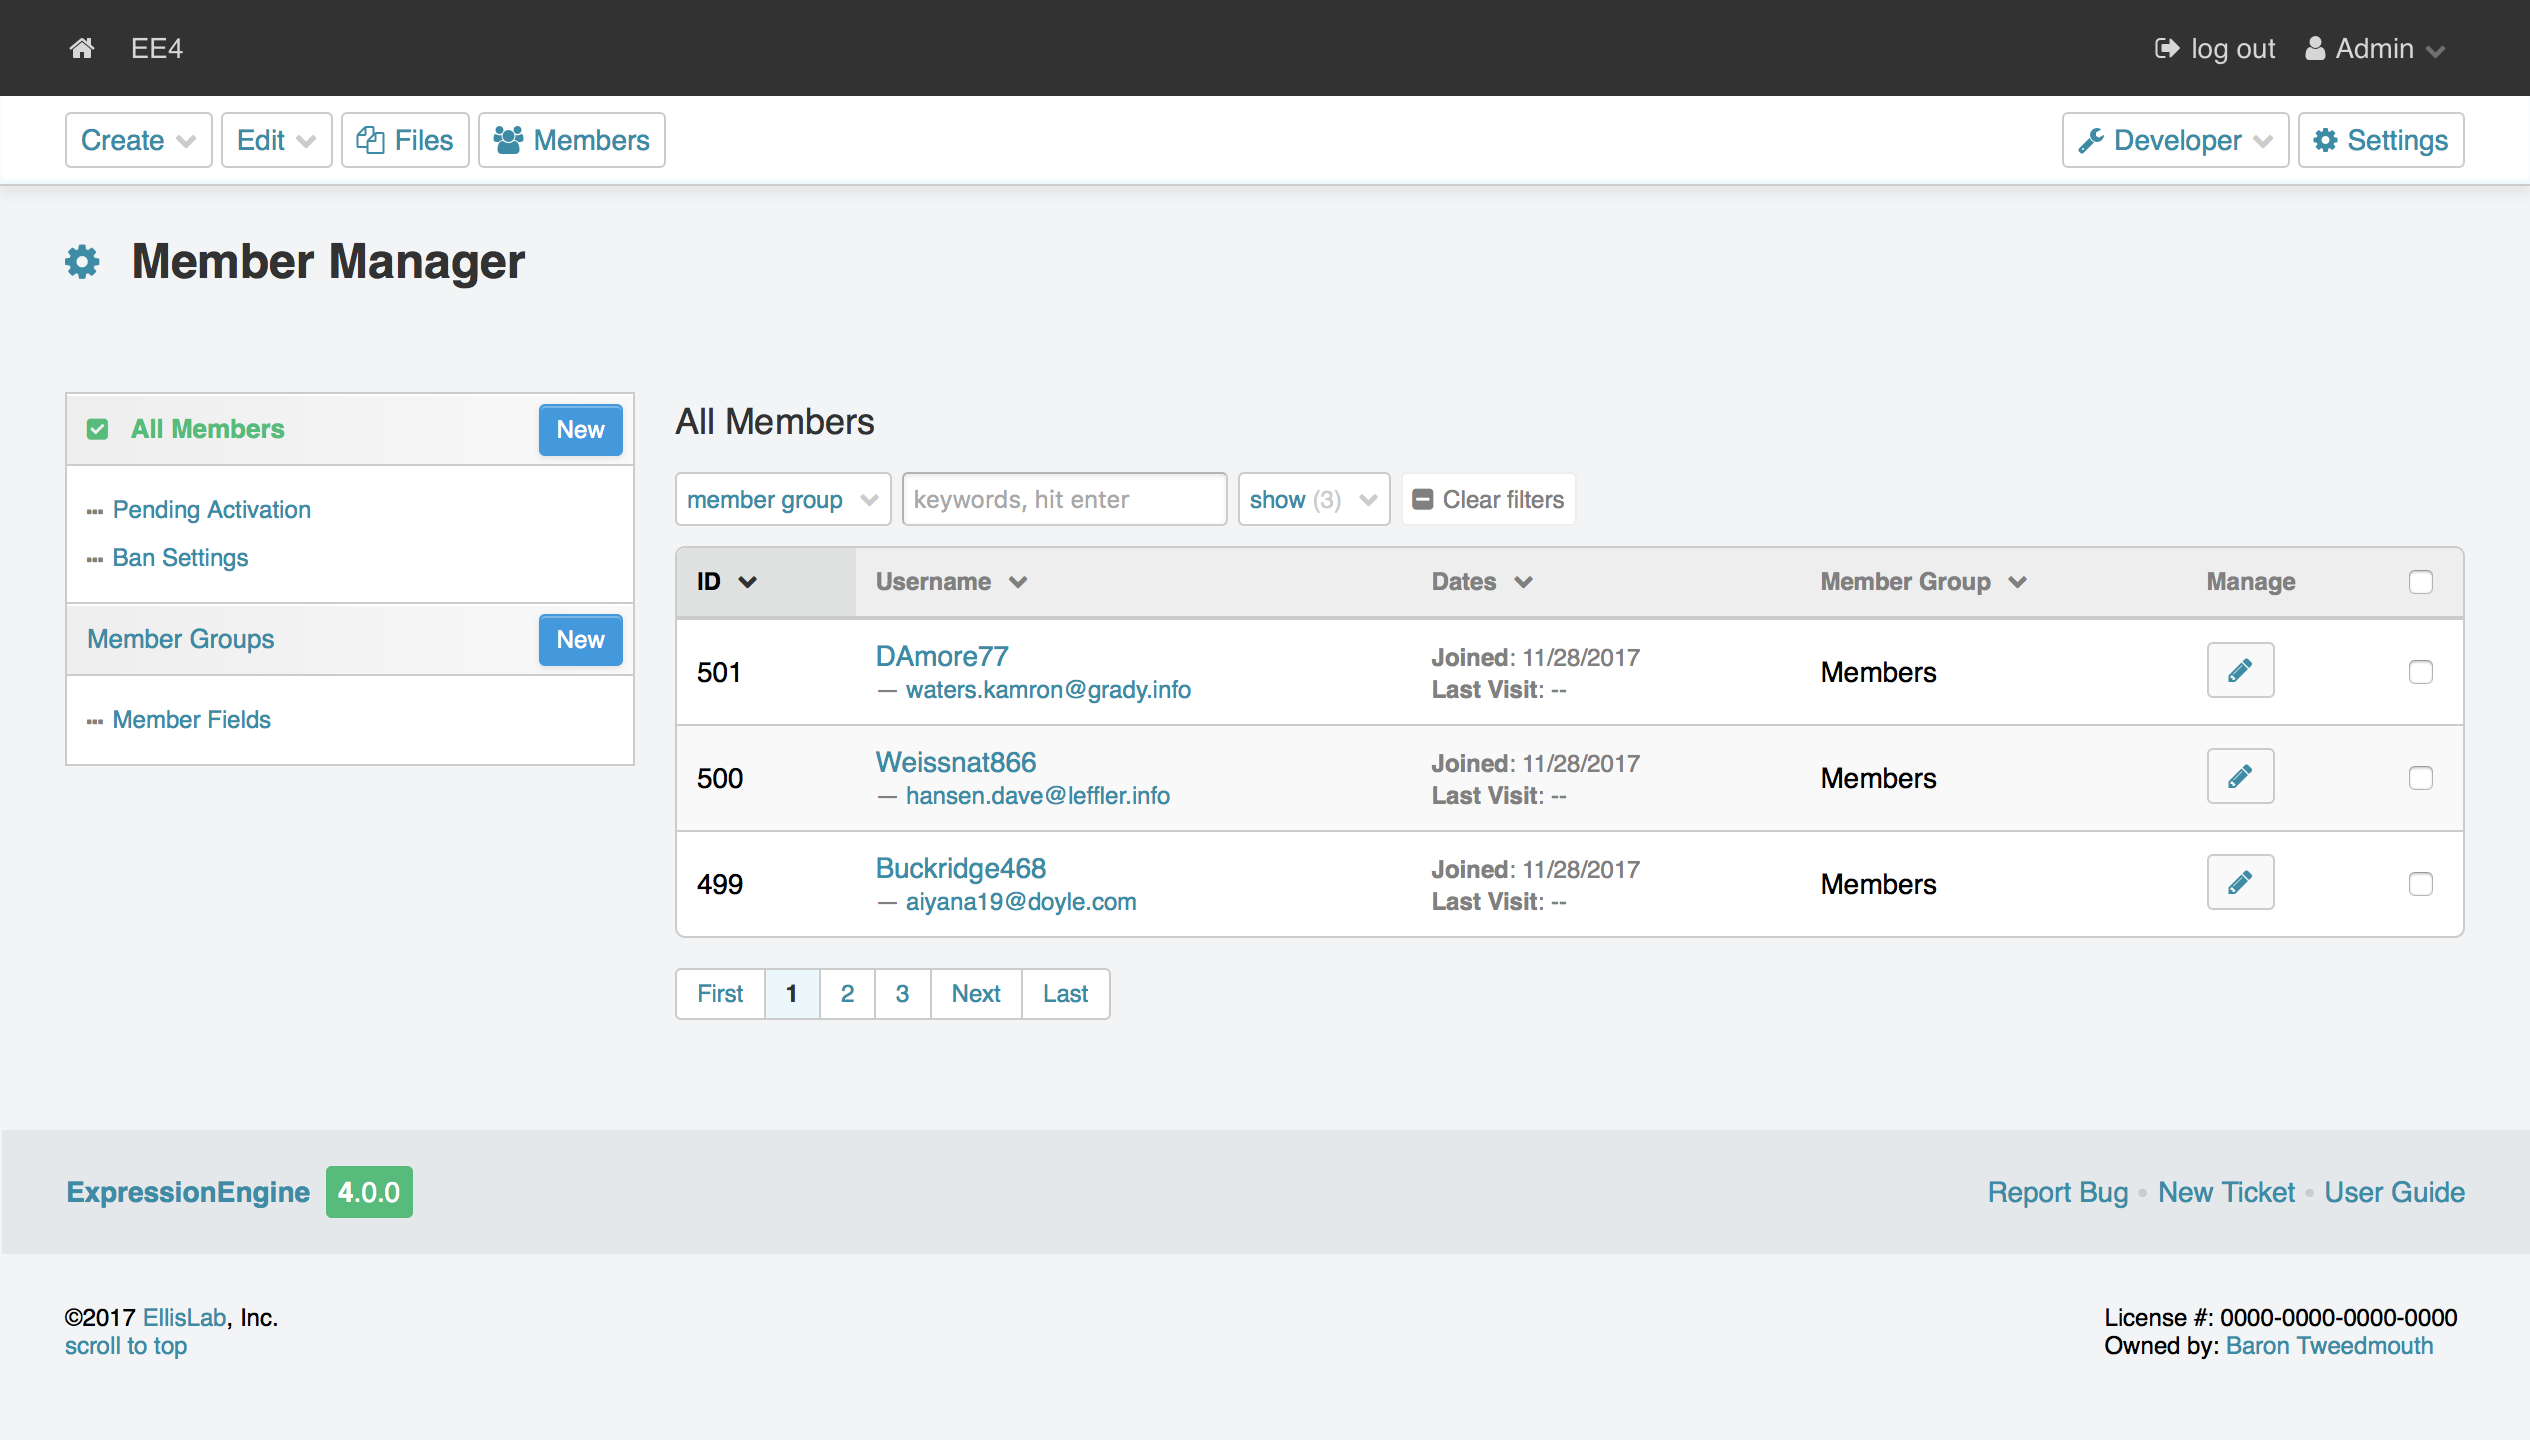 EE4
log out Admin
Create Edit Files Members Developer Settings
Member Manager
All Members New
Pending Activation
Ban Settings
Member Groups New
Member Fields
All Members
member group keywords, hit enter show (3) Clear filters
ID Username Dates Member Group Manage
501 DAmore77 Joined: 11/28/2017 Members
— waters.kamron@grady.info Last Visit: --
500 Weissnat866 Joined: 11/28/2017 Members
— hansen.dave@leffler.info Last Visit: --
499 Buckridge468 Joined: 11/28/2017 Members
— aiyana19@doyle.com Last Visit: --
First 1 2 3 Next Last
ExpressionEngine 4.0.0
Report Bug • New Ticket • User Guide
©2017 EllisLab, Inc.
scroll to top
License #: 0000-0000-0000-0000
Owned by: Baron Tweedmouth